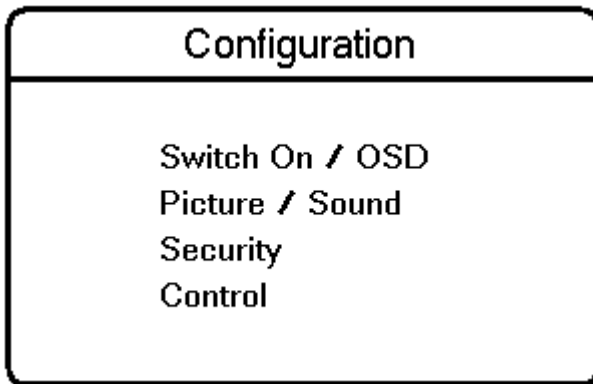 Configuration
Switch On / OSD
Picture / Sound
Security
Control